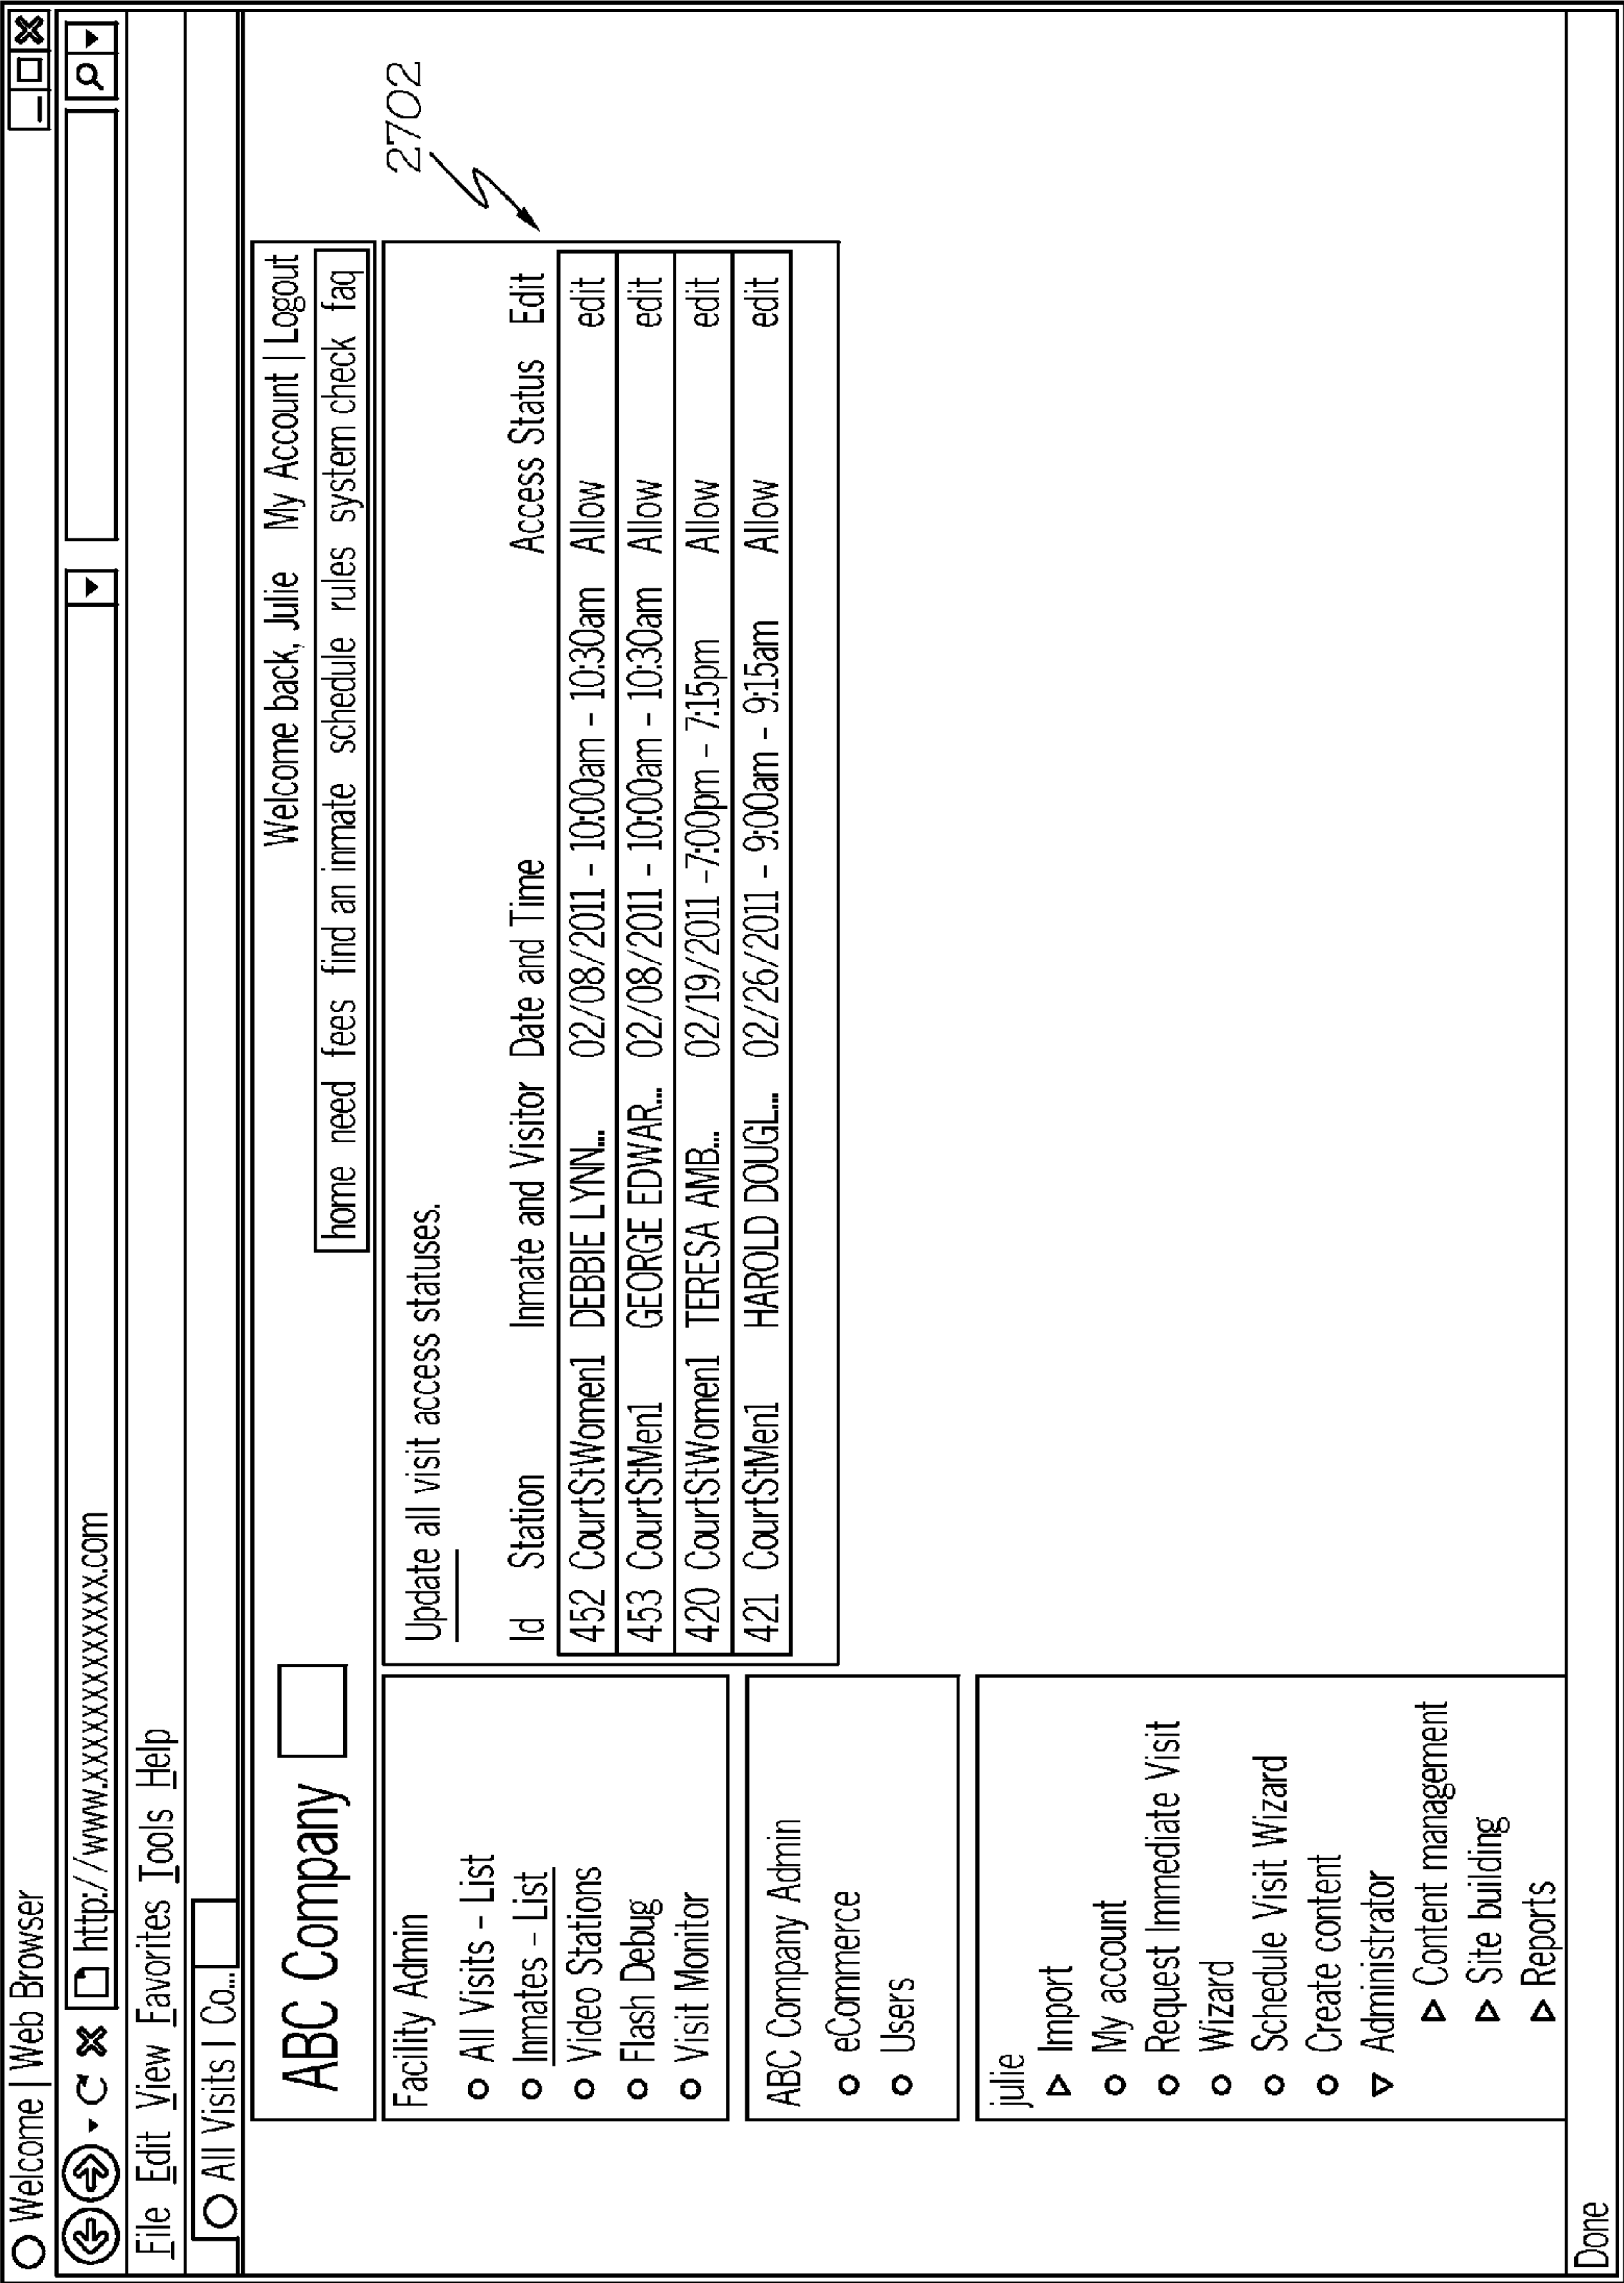 Welcome | Web Browser
http://www.xxxxxxxxxxxx.com
File Edit View Favorites Tools Help
All Visits I Co...
ABC Company
Welcome back, Julie My Account | Logout
home need fees find an inmate schedule rules system check faq
2702
Facility Admin
All Visits – List
Inmates – List
Video Stations
Flash Debug
Visit Monitor
ABC Company Admin
eCommerce
Users
julie
Import
My account
Request Immediate Visit
Wizard
Schedule Visit Wizard
Create content
Administrator
Content management
Site building
Reports
Update all visit access statuses.
Id Station Inmate and Visitor Date and Time Access Status Edit
452 CourtStWomen1 DEBBIE LYNN... 02/08/2011 – 10:00am – 10:30am Allow edit
453 CourtStMen1 GEORGE EDWAR... 02/08/2011 – 10:00am – 10:30am Allow edit
420 CourtStWomen1 TERESA AMB... 02/19/2011 –7:00pm – 7:15pm Allow edit
421 CourtStMen1 HAROLD DOUGL... 02/26/2011 – 9:00am – 9:15am Allow edit
Done